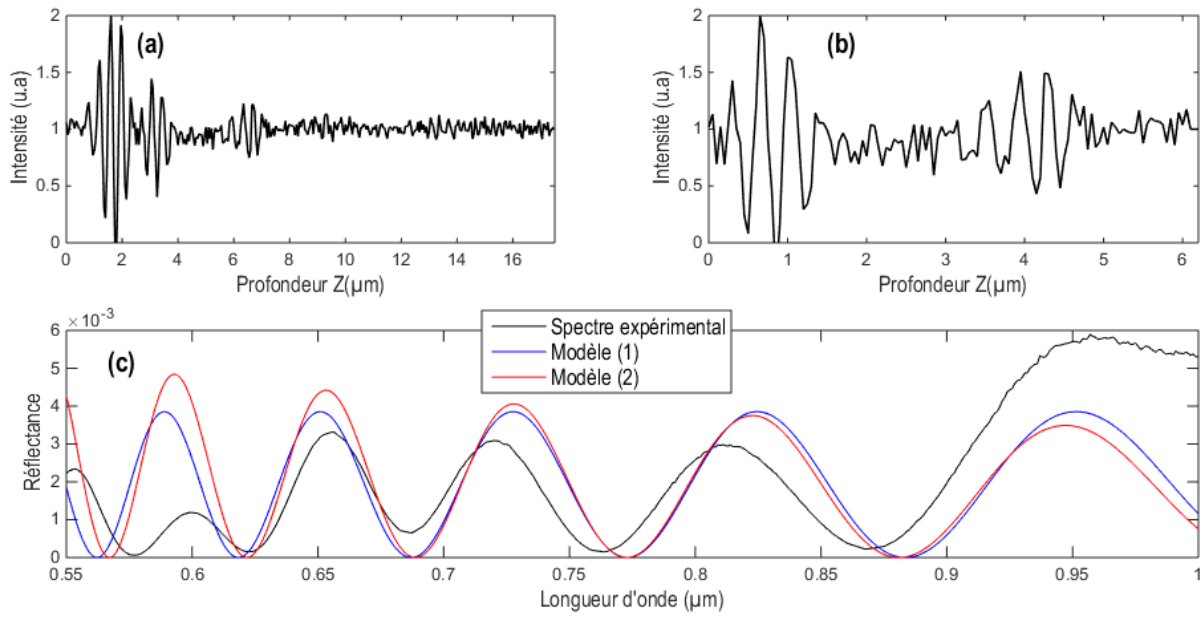 (a)
2
1.5
1
0.5
0
Intensité (u.a)
0 2 4 6 8 10 12 14 16
Profondeur Z(µm)
(b)
2
1.5
1
0.5
0
Intensité (u.a)
0 1 2 3 4 5 6
Profondeur Z(µm)
×10⁻³
(c)
Spectre expérimental
Modèle (1)
Modèle (2)
6
5
4
3
2
1
0
Réflectance
0.55 0.6 0.65 0.7 0.75 0.8 0.85 0.9 0.95 1
Longueur d'onde (µm)